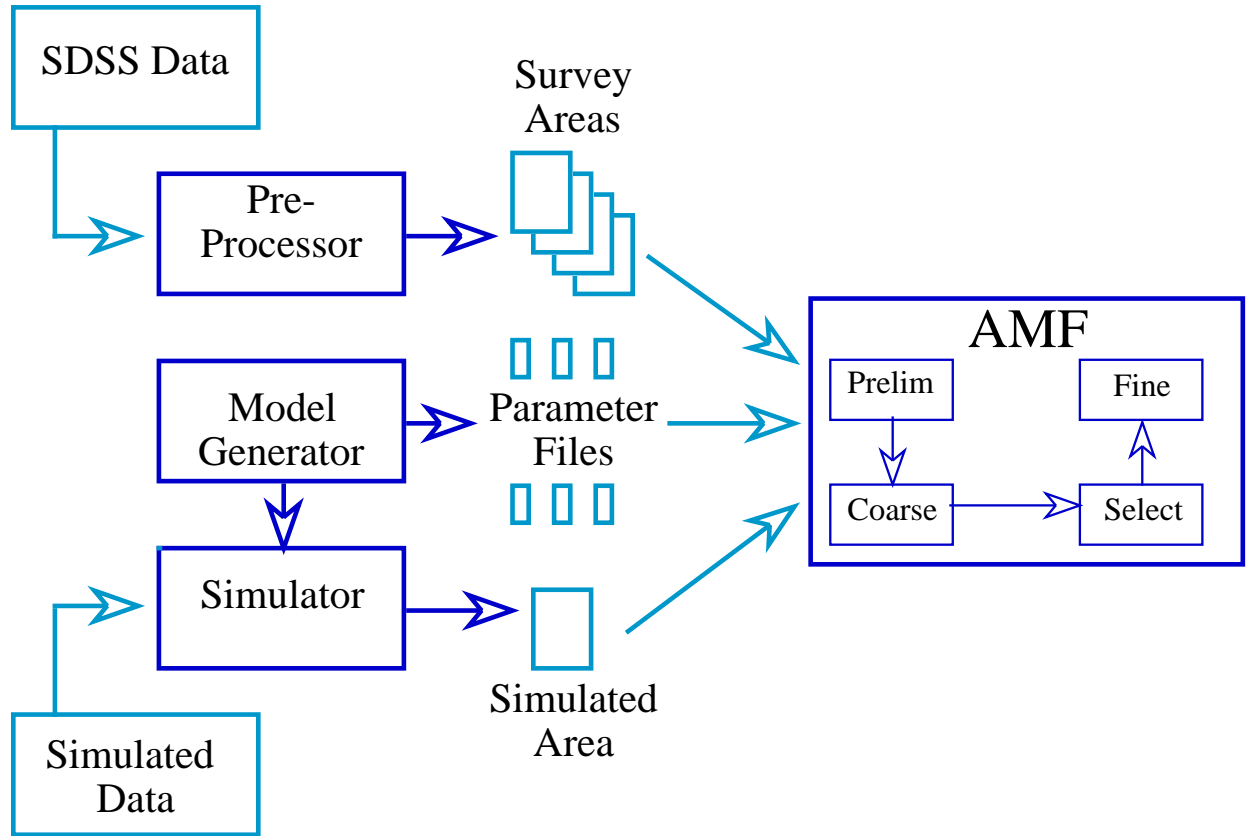 SDSS Data
Survey
Areas
Pre-
Processor
AMF
Prelim
Fine
Model
Generator
Parameter
Files
Coarse
Select
Simulator
Simulated
Area
Simulated
Data